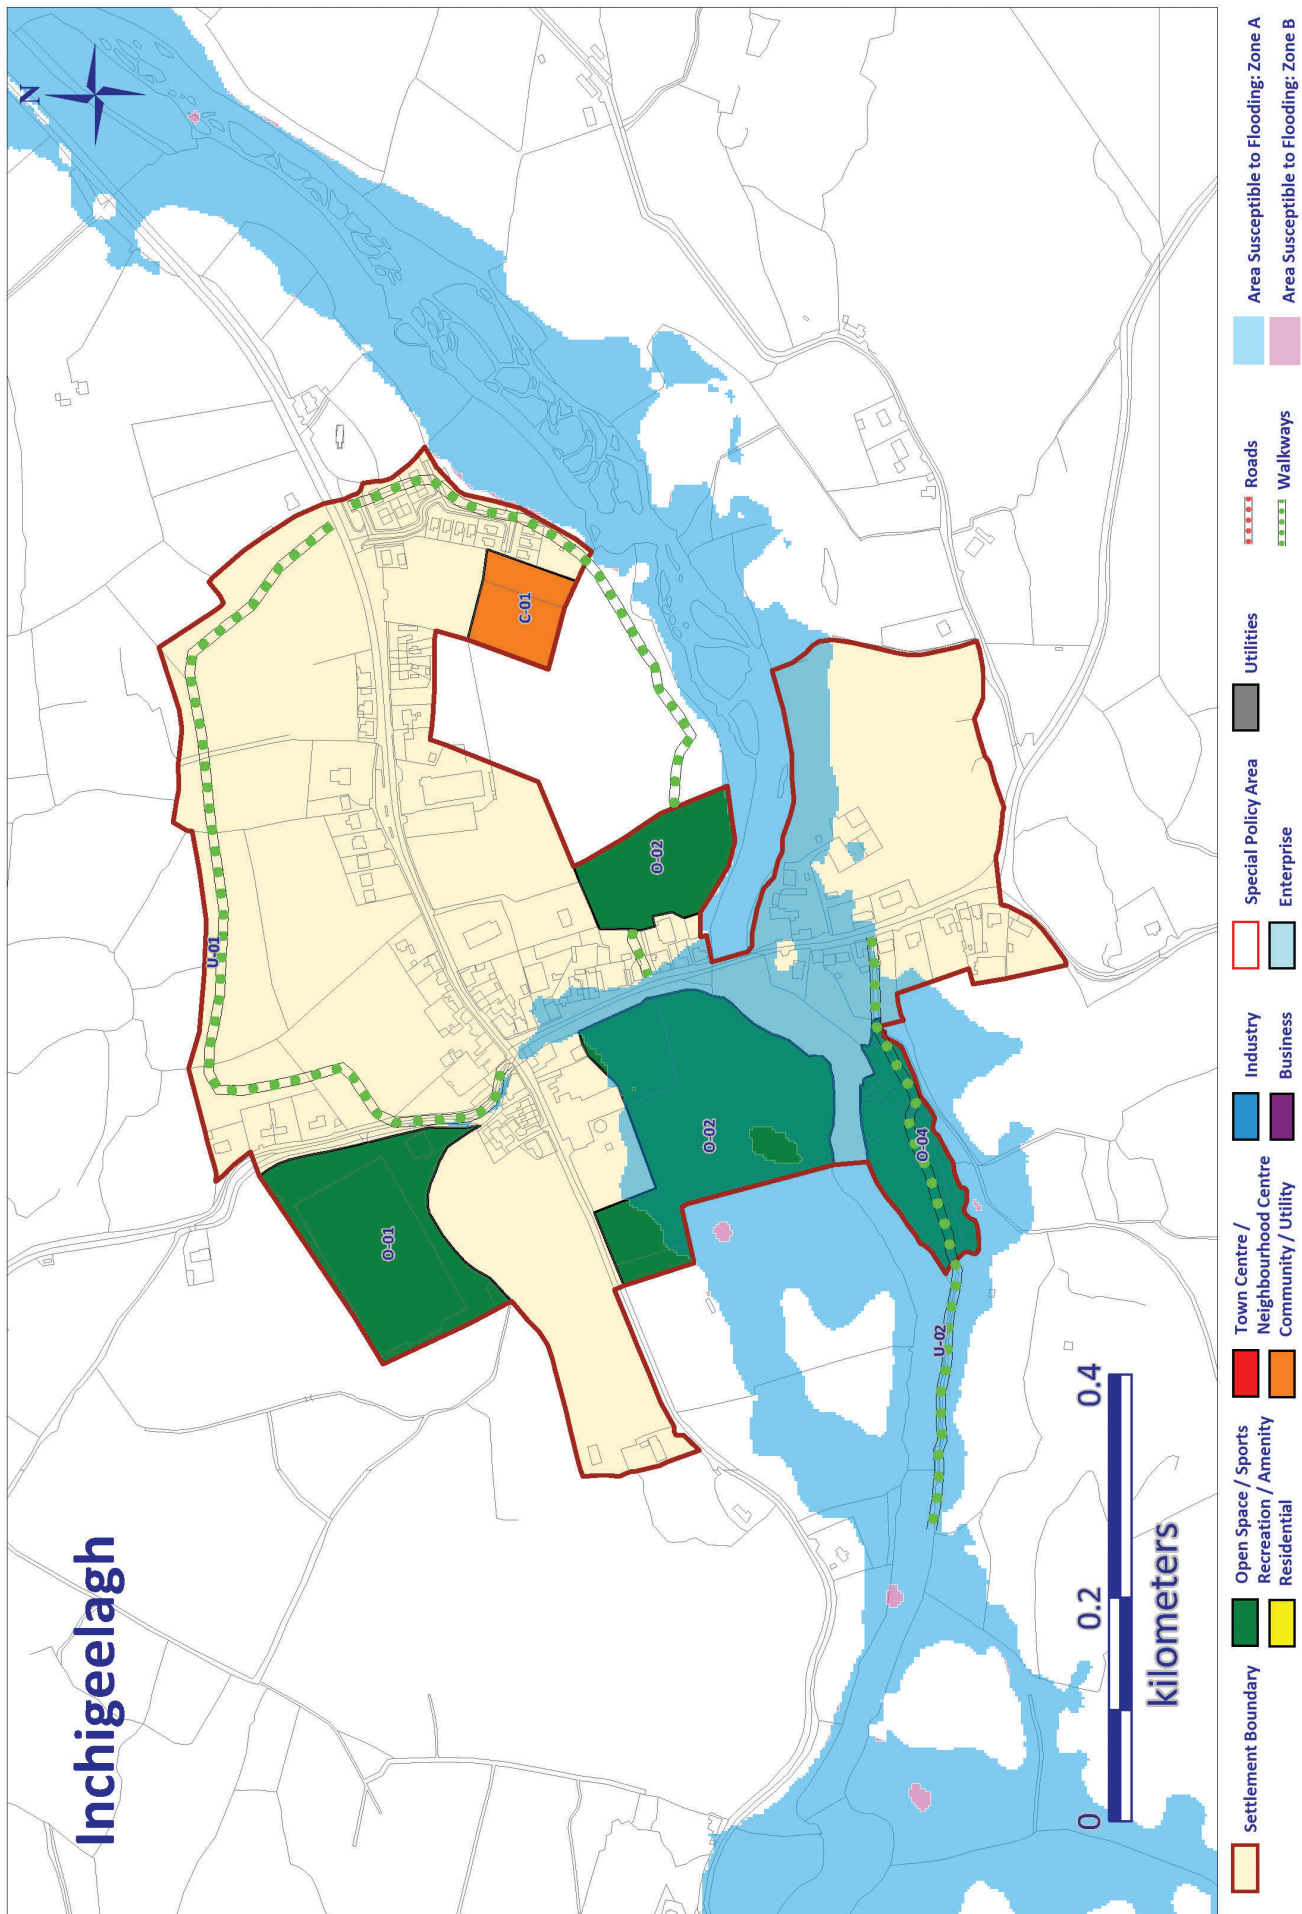 Inchigeelagh
N
U-01
O-01
C-01
O-02
O-02
O-04
U-02
0 0.2 0.4
kilometers
Settlement Boundary
Open Space / Sports
Recreation / Amenity
Residential
Town Centre /
Neighbourhood Centre
Community / Utility
Industry
Business
Special Policy Area
Enterprise
Utilities
Roads
Walkways
Area Susceptible to Flooding: Zone A
Area Susceptible to Flooding: Zone B